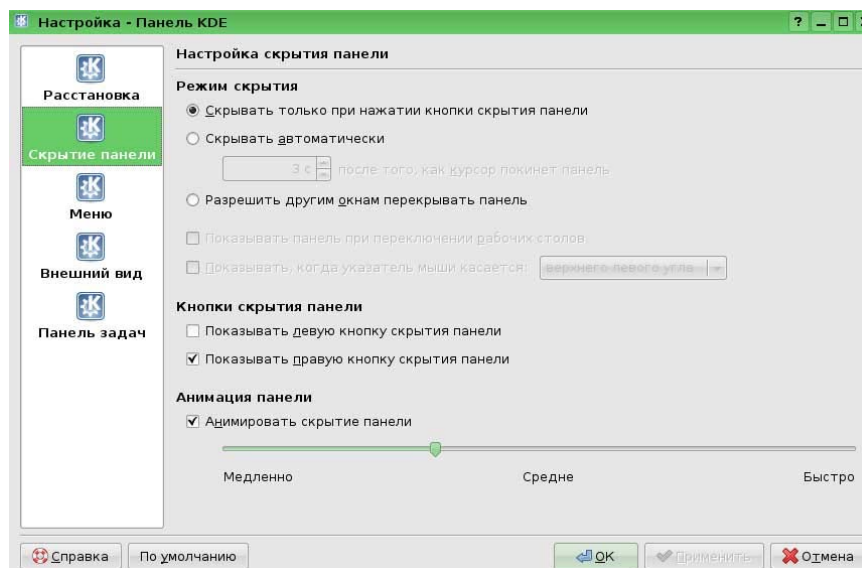 Настройка - Панель KDE
Расстановка
Скрытие панели
Меню
Внешний вид
Панель задач
Настройка скрытия панели
Режим скрытия
Скрывать только при нажатии кнопки скрытия панели
Скрывать автоматически
3 с после того, как курсор покинет панель
Разрешить другим окнам перекрывать панель
Показывать панель при переключении рабочих столов
Показывать, когда указатель мыши касается: верхнего левого угла
Кнопки скрытия панели
Показывать левую кнопку скрытия панели
Показывать правую кнопку скрытия панели
Анимация панели
Анимировать скрытие панели
Медленно Средне Быстро
Справка По умолчанию OK Применить Отмена